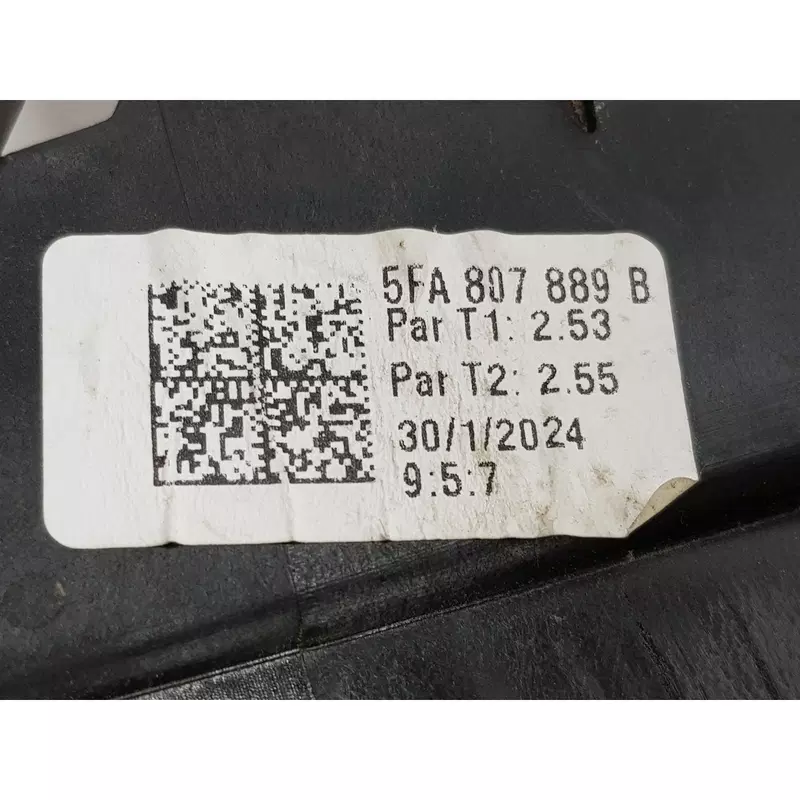 5FA 807 889 B
Par T1: 2.53
Par T2: 2.55
30/1/2024
9:5:7